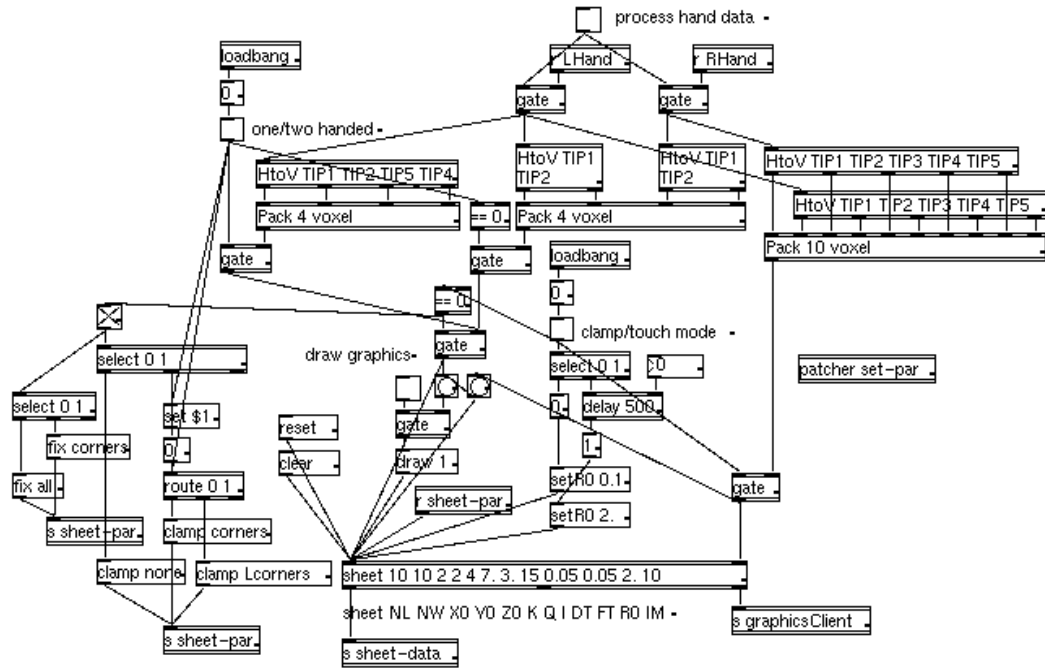 process hand data
loadbang
r LHand
r RHand
0
gate
gate
one/two handed
HtoV TIP1 TIP2 TIP5 TIP4
HtoV TIP1
TIP2
HtoV TIP1
TIP2
HtoV TIP1 TIP2 TIP3 TIP4 TIP5
HtoV TIP1 TIP2 TIP3 TIP4 TIP5
Pack 4 voxel
== 0
Pack 4 voxel
Pack 10 voxel
gate
gate
loadbang
0
== 0
clamp/touch mode
gate
select 0 1
draw graphics
select 0 1
patcher set-par
select 0 1
set $1
gate
0
delay 500
fix corners
reset
0
1
clear
draw 1
fix all
route 0 1
setR0 0.1
gate
r sheet-par
s sheet-par
clamp corners
setR0 2.
clamp none
clamp Lcorners
sheet 10 10 2 2 4 7. 3. 15 0.05 0.05 2. 10
sheet NL NW X0 Y0 Z0 K Q I DT FT R0 IM
s graphicsClient
s sheet-par
s sheet-data